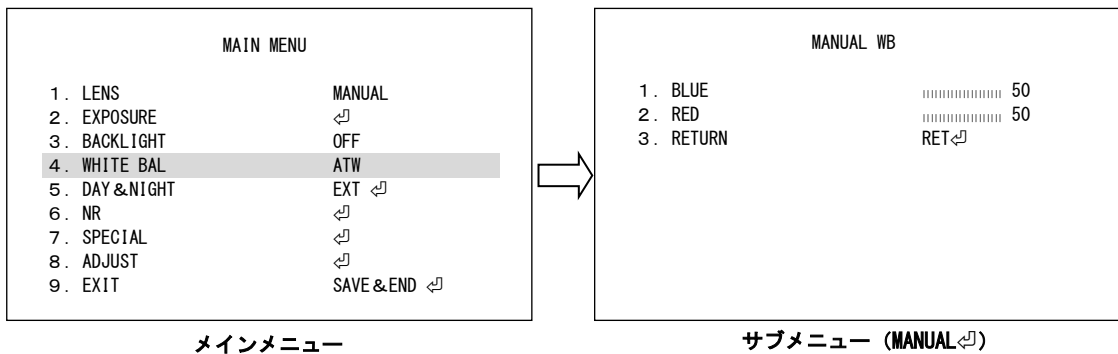 MAIN MENU
1. LENS MANUAL
2. EXPOSURE ⏎
3. BACKLIGHT OFF
4. WHITE BAL ATW
5. DAY&NIGHT EXT ⏎
6. NR ⏎
7. SPECIAL ⏎
8. ADJUST ⏎
9. EXIT SAVE&END ⏎
メインメニュー
MANUAL WB
1. BLUE 50
2. RED 50
3. RETURN RET⏎
サブメニュー (MANUAL⏎)